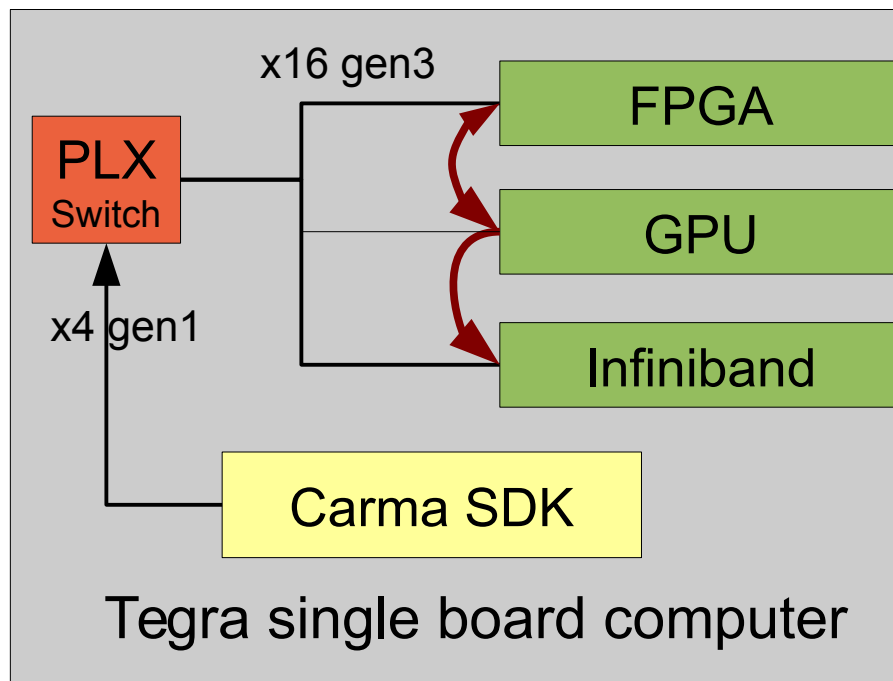 x16 gen3
FPGA
PLX
Switch
GPU
x4 gen1
Infiniband
Carma SDK
Tegra single board computer